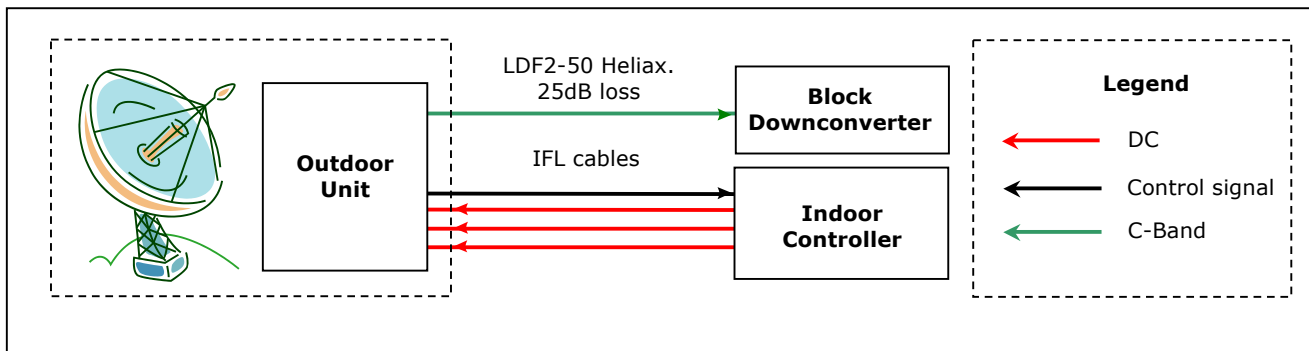 LDF2-50 Heliax.
25dB loss
Outdoor
Unit
Block
Downconverter
IFL cables
Indoor
Controller
Legend
DC
Control signal
C-Band